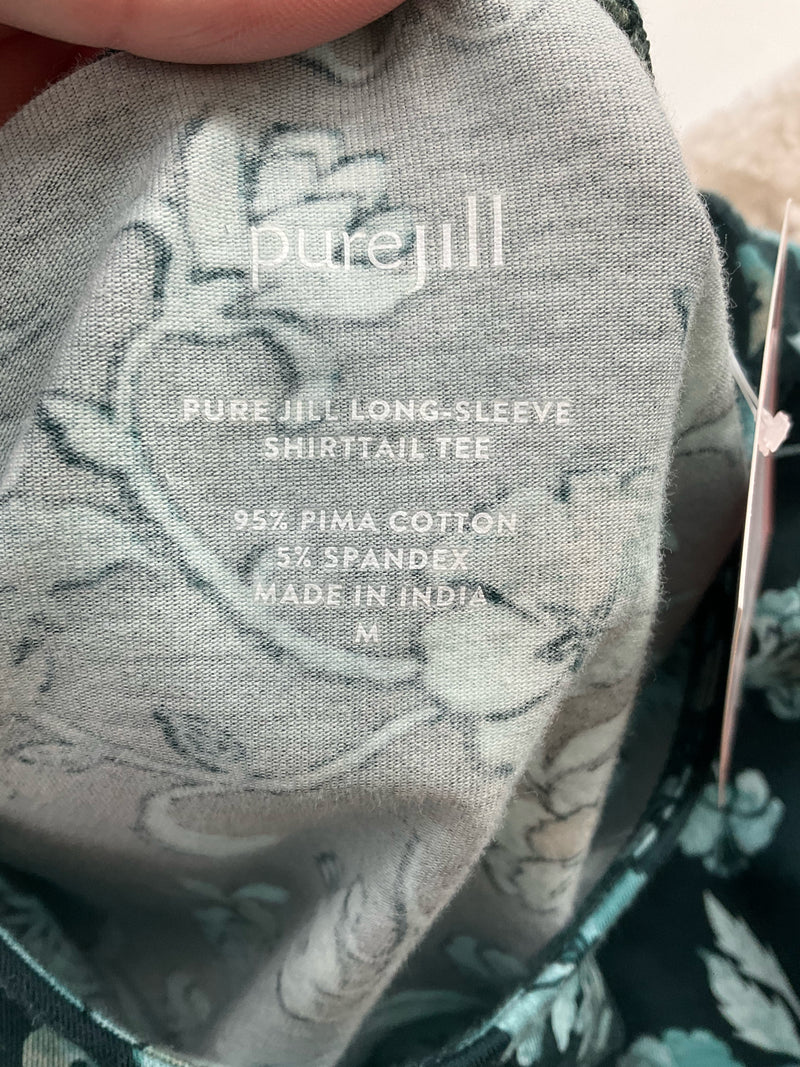 purejill
PURE JILL LONG-SLEEVE
SHIRTTAIL TEE
95% PIMA COTTON
5% SPANDEX
MADE IN INDIA
M